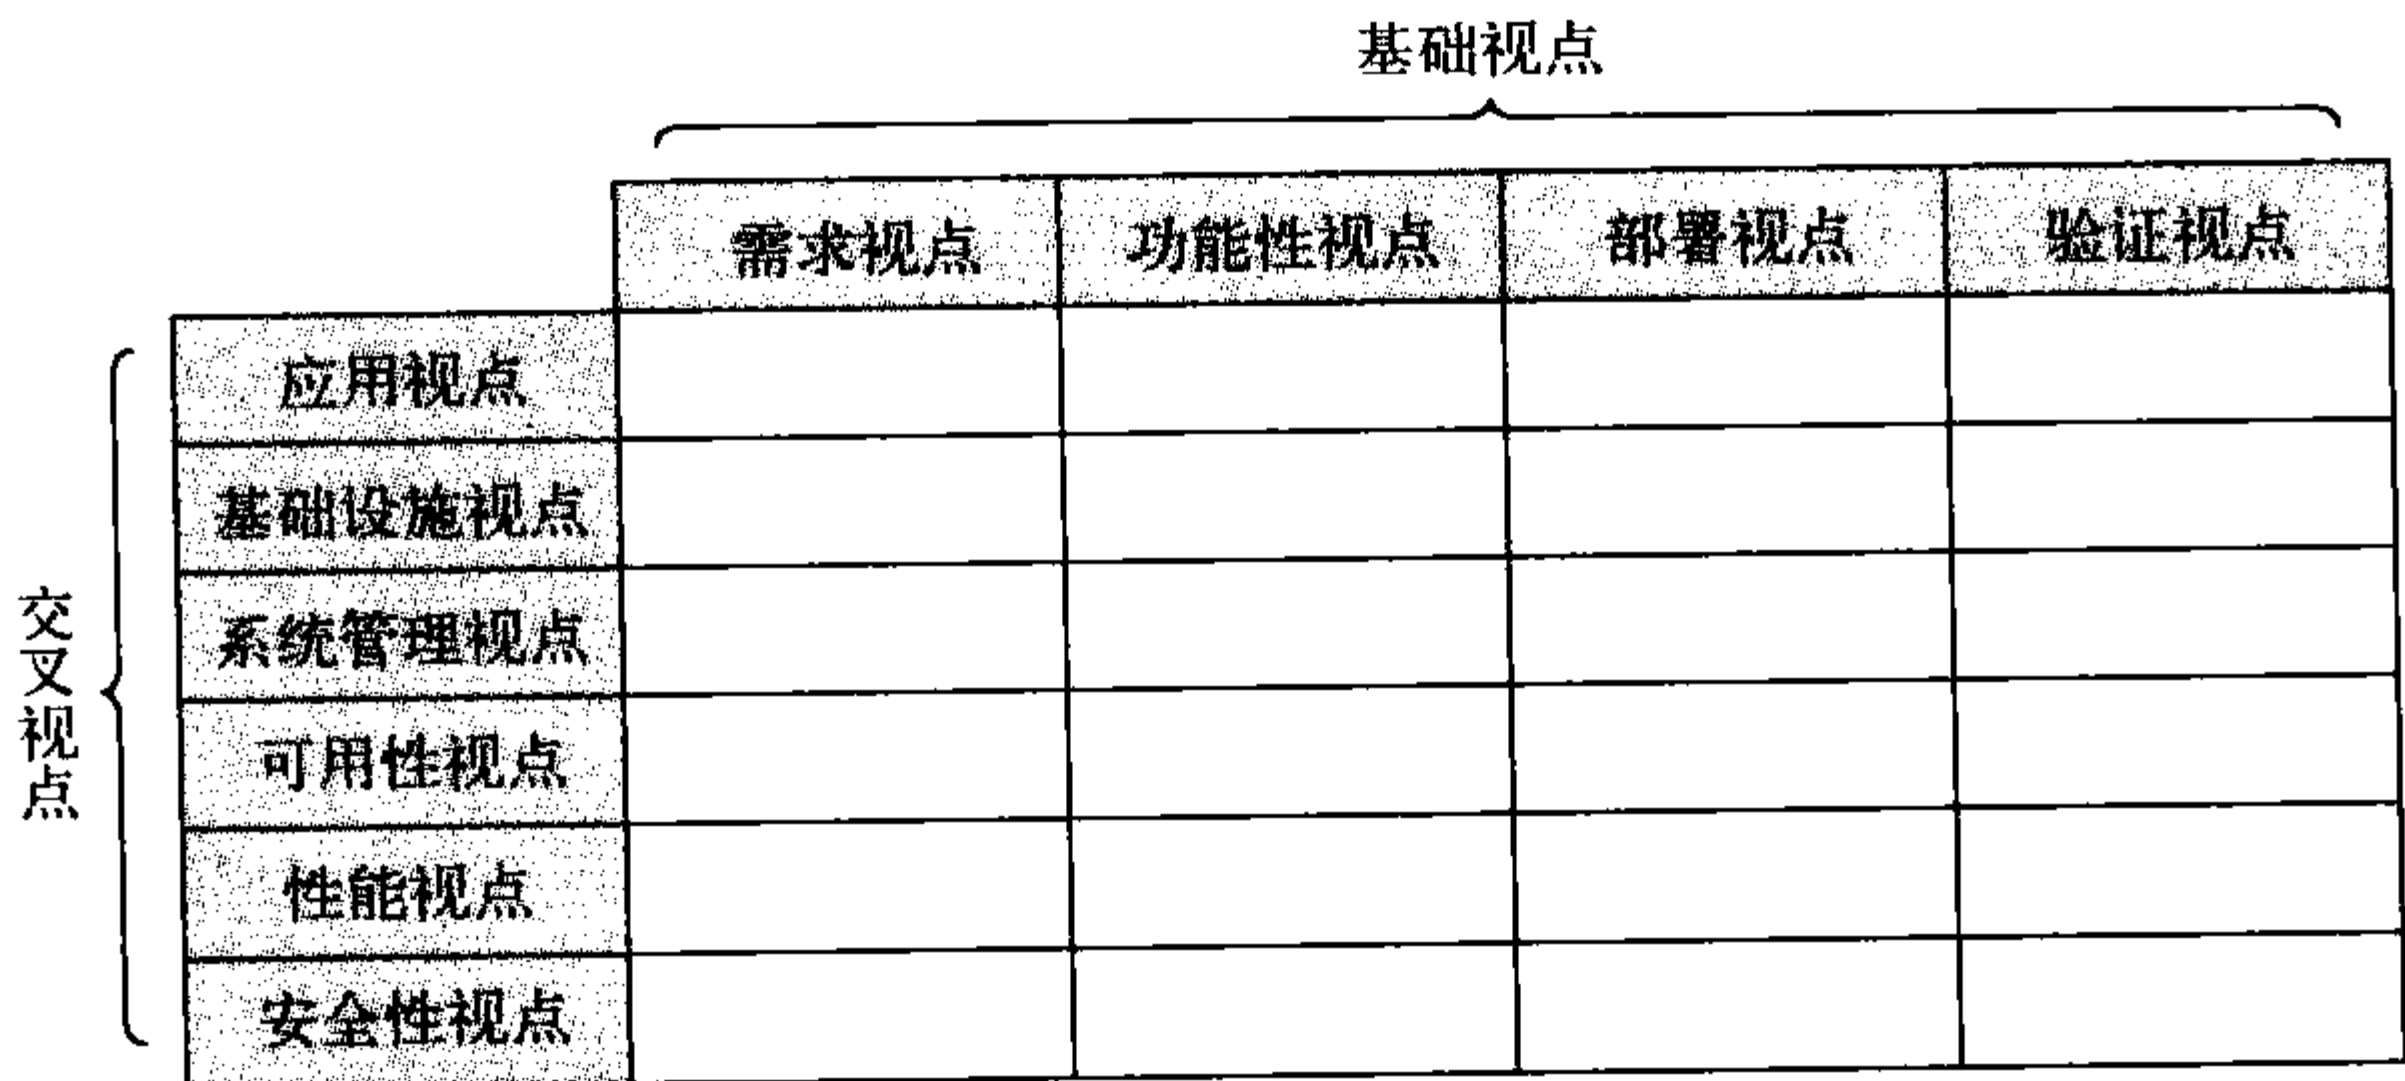 基础视点
需求视点 功能性视点 部署视点 验证视点
交叉视点
应用视点
基础设施视点
系统管理视点
可用性视点
性能视点
安全性视点